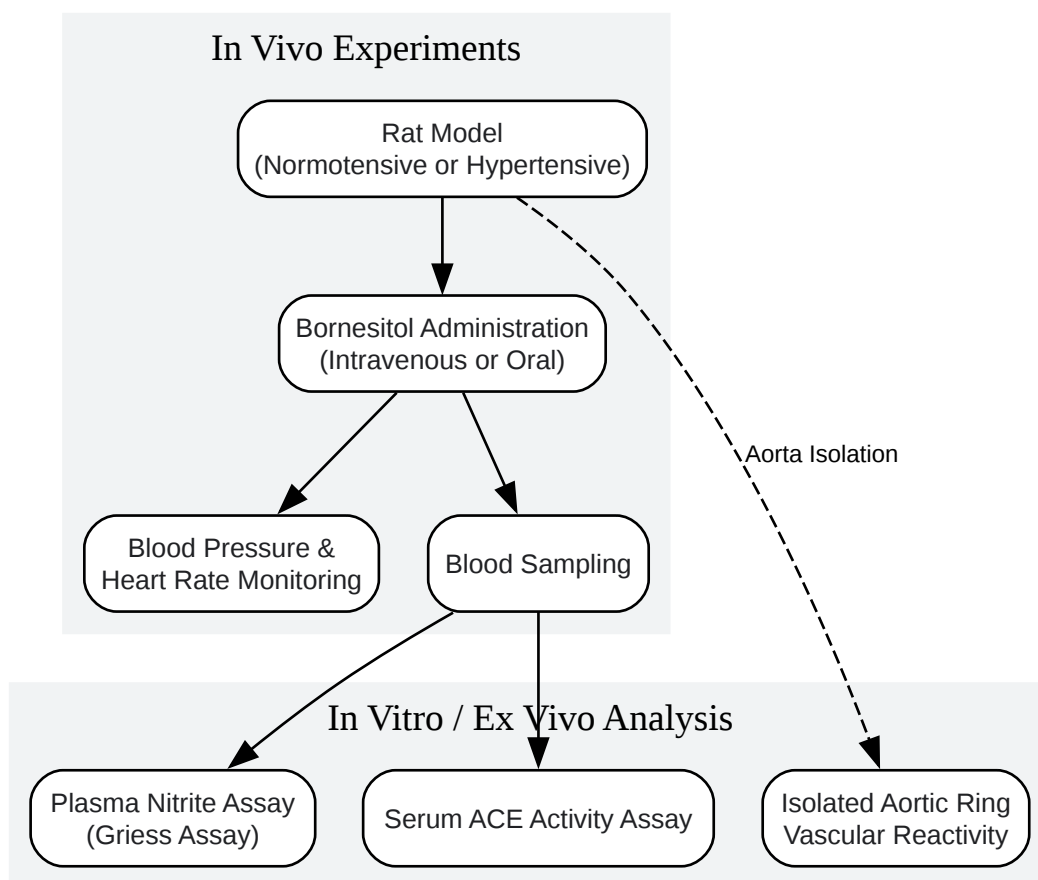 In Vivo Experiments
Rat Model
(Normotensive or Hypertensive)
Bornesitol Administration
(Intravenous or Oral)
Aorta Isolation
Blood Pressure &
Heart Rate Monitoring
Blood Sampling
In Vitro / Ex Vivo Analysis
Plasma Nitrite Assay
(Griess Assay)
Serum ACE Activity Assay
Isolated Aortic Ring
Vascular Reactivity